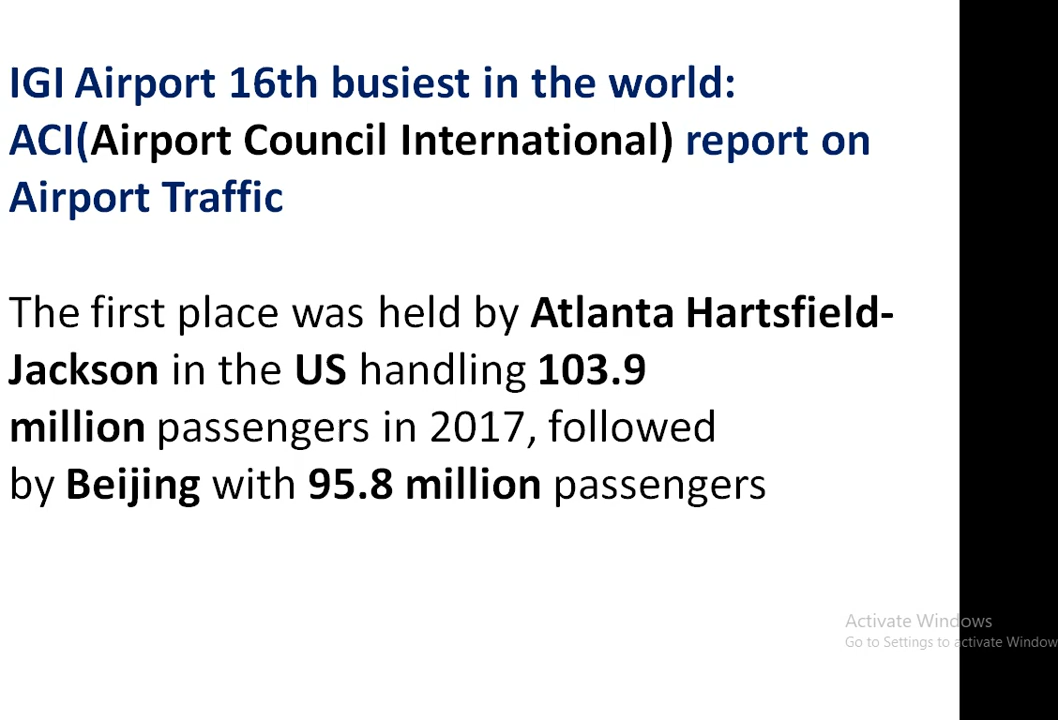 IGI Airport 16th busiest in the world:
ACI(Airport Council International) report on
Airport Traffic
The first place was held by Atlanta Hartsfield-
Jackson in the US handling 103.9
million passengers in 2017, followed
by Beijing with 95.8 million passengers
Activate Windows
Go to Settings to activate Window